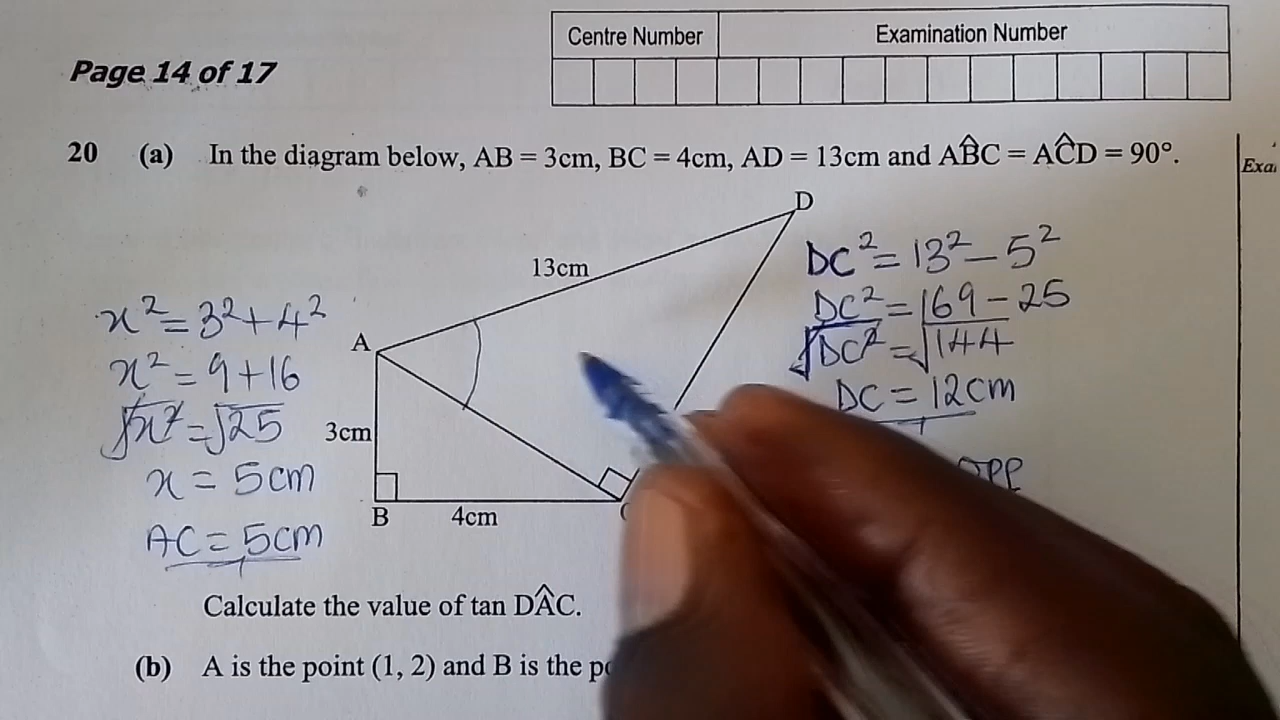 Centre Number
Examination Number
Page 14 of 17
20 (a) In the diagram below, AB = 3cm, BC = 4cm, AD = 13cm and AB̂C = AĈD = 90°.
D
13cm
A
3cm
B
4cm
x² = 3² + 4²
x² = 9 + 16
√x² = √25
x = 5cm
AC = 5cm
DC² = 13² - 5²
DC² = 169 - 25
√DC² = √144
DC = 12cm
OPP
Calculate the value of tan DÂC.
(b) A is the point (1, 2) and B is the